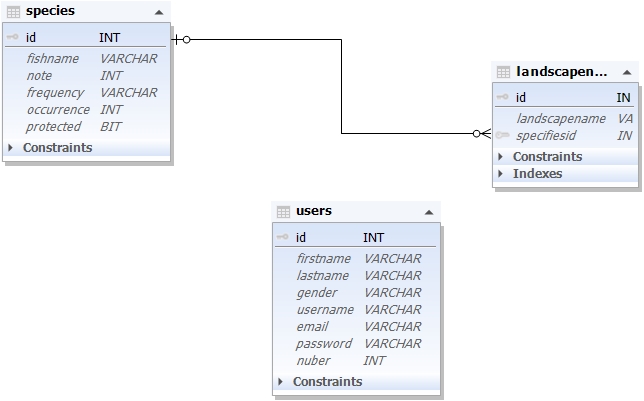 species
id INT
fishname VARCHAR
note INT
frequency VARCHAR
occurrence INT
protected BIT
Constraints
landscapen...
id IN
landscapename VA
specifiesid IN
Constraints
Indexes
users
id INT
firstname VARCHAR
lastname VARCHAR
gender VARCHAR
username VARCHAR
email VARCHAR
password VARCHAR
nuber INT
Constraints